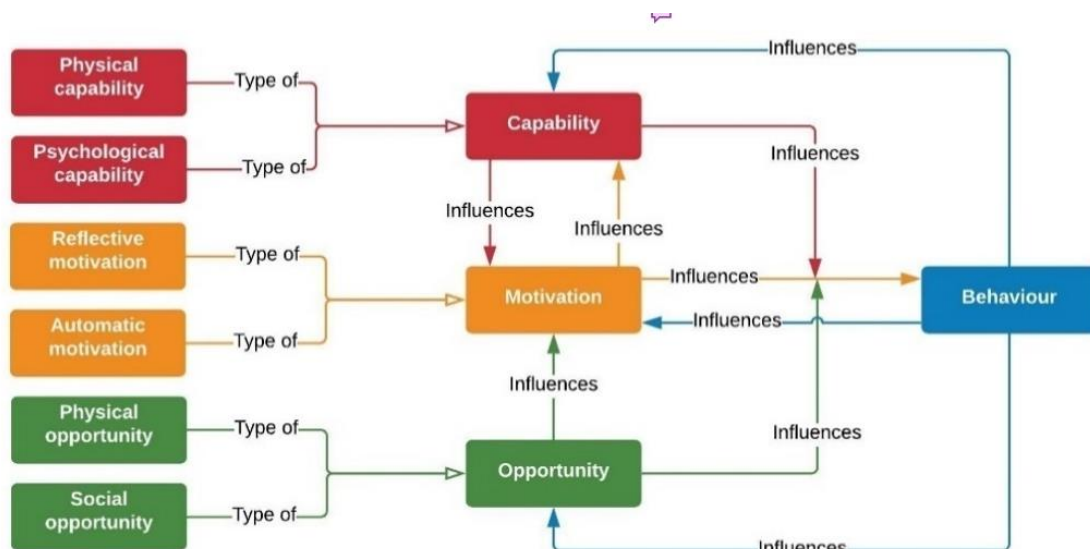 Influences
Physical
capability
Type of
Capability
Influences
Psychological
capability
Type of
Influences
Influences
Reflective
motivation
Type of
Motivation
Influences
Behaviour
Influences
Automatic
motivation
Type of
Influences
Physical
opportunity
Type of
Influences
Opportunity
Social
opportunity
Type of
Influences